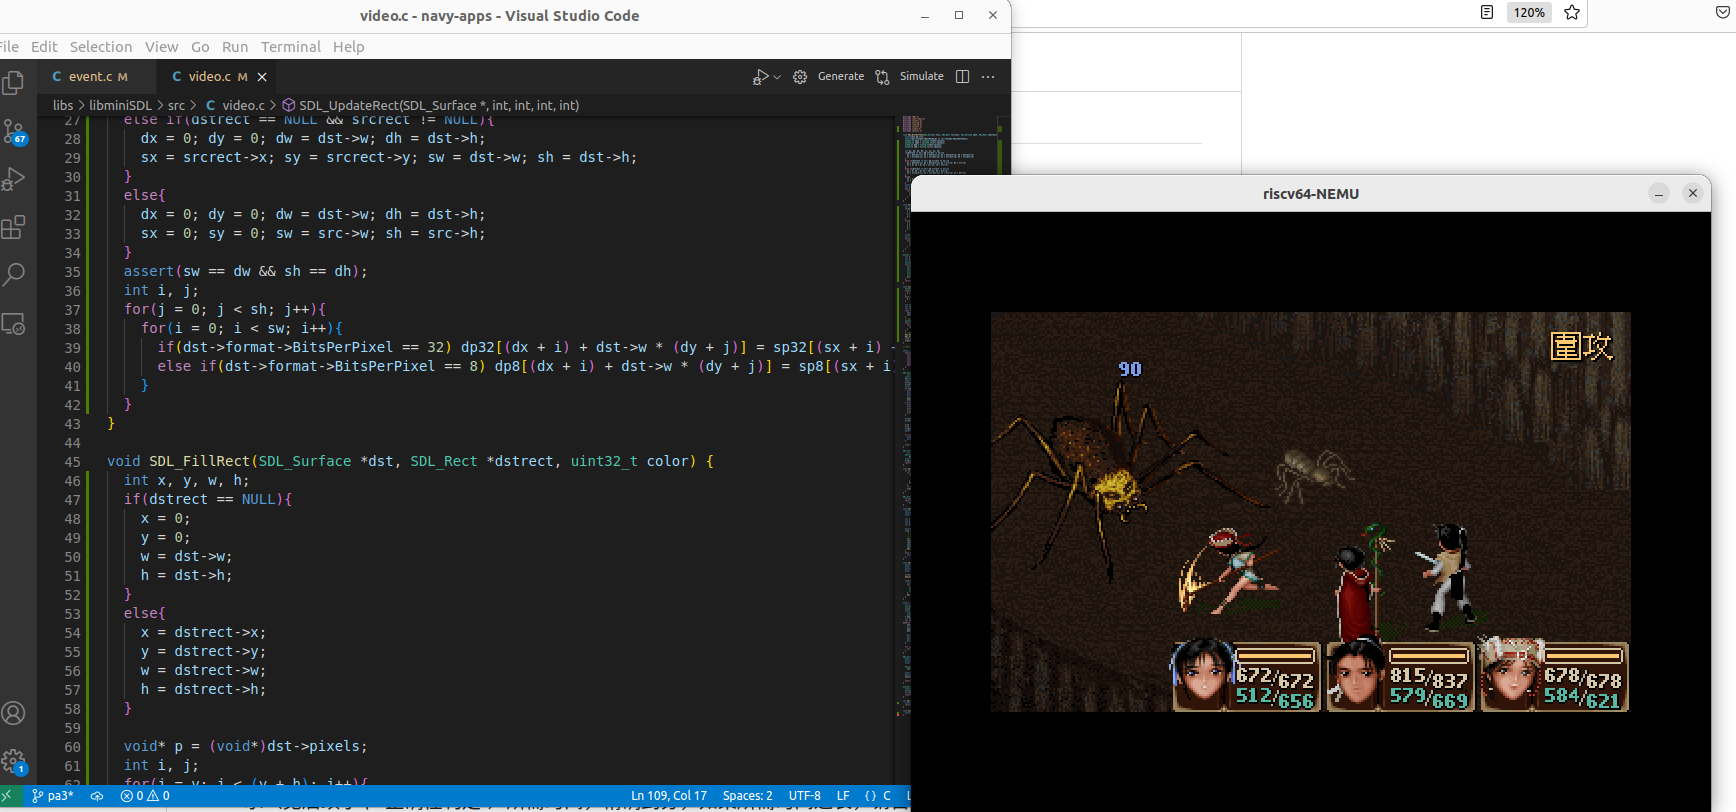 video.c - navy-apps - Visual Studio Code
File Edit Selection View Go Run Terminal Help
C event.c M
C video.c M
Generate
Simulate
libs > libminiSDL > src > C video.c > SDL_UpdateRect(SDL_Surface *, int, int, int, int)
27 else if(dstrect == NULL && srcrect != NULL){
28 dx = 0; dy = 0; dw = dst->w; dh = dst->h;
29 sx = srcrect->x; sy = srcrect->y; sw = dst->w; sh = dst->h;
30 }
31 else{
32 dx = 0; dy = 0; dw = dst->w; dh = dst->h;
33 sx = 0; sy = 0; sw = src->w; sh = src->h;
34 }
35 assert(sw == dw && sh == dh);
36 int i, j;
37 for(j = 0; j < sh; j++){
38 for(i = 0; i < sw; i++){
39 if(dst->format->BitsPerPixel == 32) dp32[(dx + i) + dst->w * (dy + j)] = sp32[(sx + i) +
40 else if(dst->format->BitsPerPixel == 8) dp8[(dx + i) + dst->w * (dy + j)] = sp8[(sx + i)
41 }
42 }
43 }
44
45 void SDL_FillRect(SDL_Surface *dst, SDL_Rect *dstrect, uint32_t color) {
46 int x, y, w, h;
47 if(dstrect == NULL){
48 x = 0;
49 y = 0;
50 w = dst->w;
51 h = dst->h;
52 }
53 else{
54 x = dstrect->x;
55 y = dstrect->y;
56 w = dstrect->w;
57 h = dstrect->h;
58 }
59
60 void* p = (void*)dst->pixels;
61 int i, j;
62 for(j = y; j < (y + h); j++){
67
1
pa3* 0 0 Ln 109, Col 17 Spaces: 2 UTF-8 LF {} C
120%
riscv64-NEMU
圍攻
90
672/672
512/656
815/837
579/669
678/678
584/621